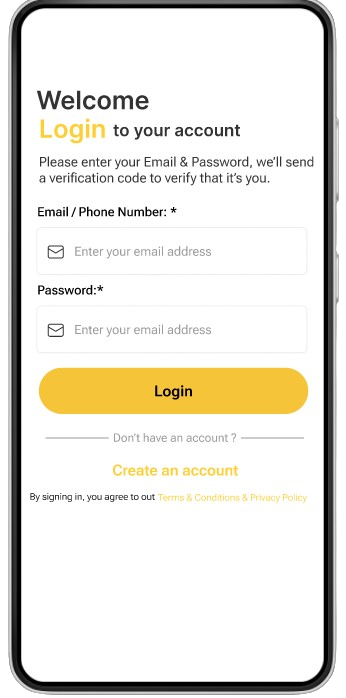 Welcome
Login to your account
Please enter your Email & Password, we'll send
a verification code to verify that it's you.
Email / Phone Number: *
Enter your email address
Password:*
Enter your email address
Login
Don't have an account ?
Create an account
By signing in, you agree to out Terms & Conditions & Privacy Policy